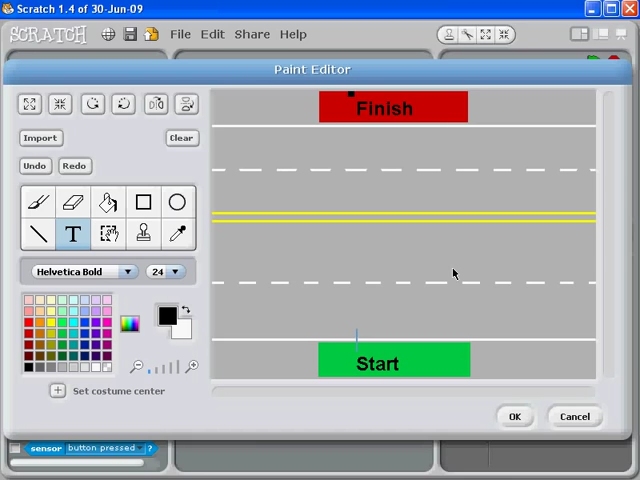 Scratch 1.4 of 30-Jun-09
SCRATCH
File Edit Share Help
Paint Editor
Import
Clear
Undo
Redo
T
Helvetica Bold
24
Set costume center
Finish
Start
OK
Cancel
sensor button pressed ?